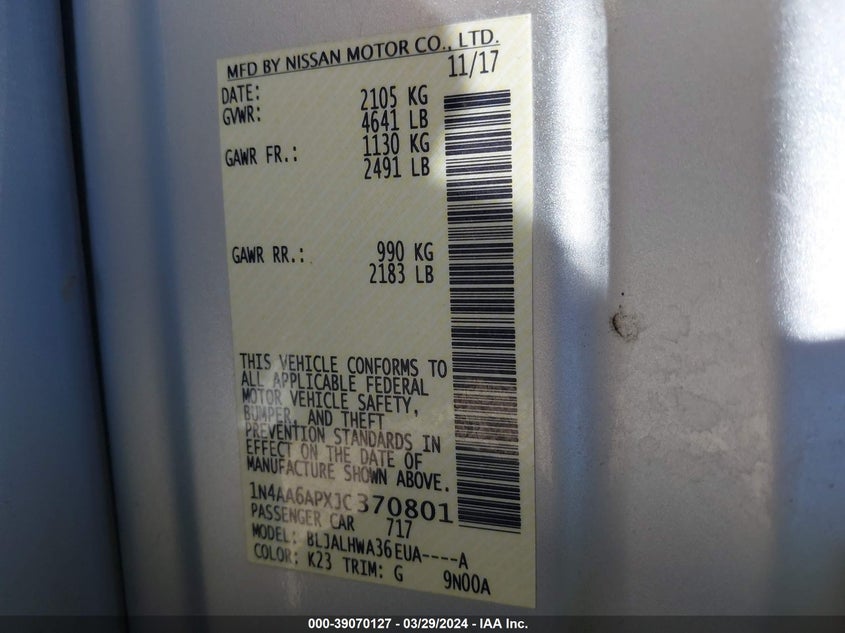 MFD BY NISSAN MOTOR CO., LTD.
DATE: 11/17
GVWR: 2105 KG
4641 LB
GAWR FR.: 1130 KG
2491 LB
GAWR RR.: 990 KG
2183 LB
THIS VEHICLE CONFORMS TO
ALL APPLICABLE FEDERAL
MOTOR VEHICLE SAFETY,
BUMPER, AND THEFT
PREVENTION STANDARDS IN
EFFECT ON THE DATE OF
MANUFACTURE SHOWN ABOVE.
1N4AA6APXJC370801
PASSENGER CAR 717
MODEL: BLJALHWA36EUA----A
COLOR: K23 TRIM: G 9N00A
000-39070127 - 03/29/2024 - IAA Inc.